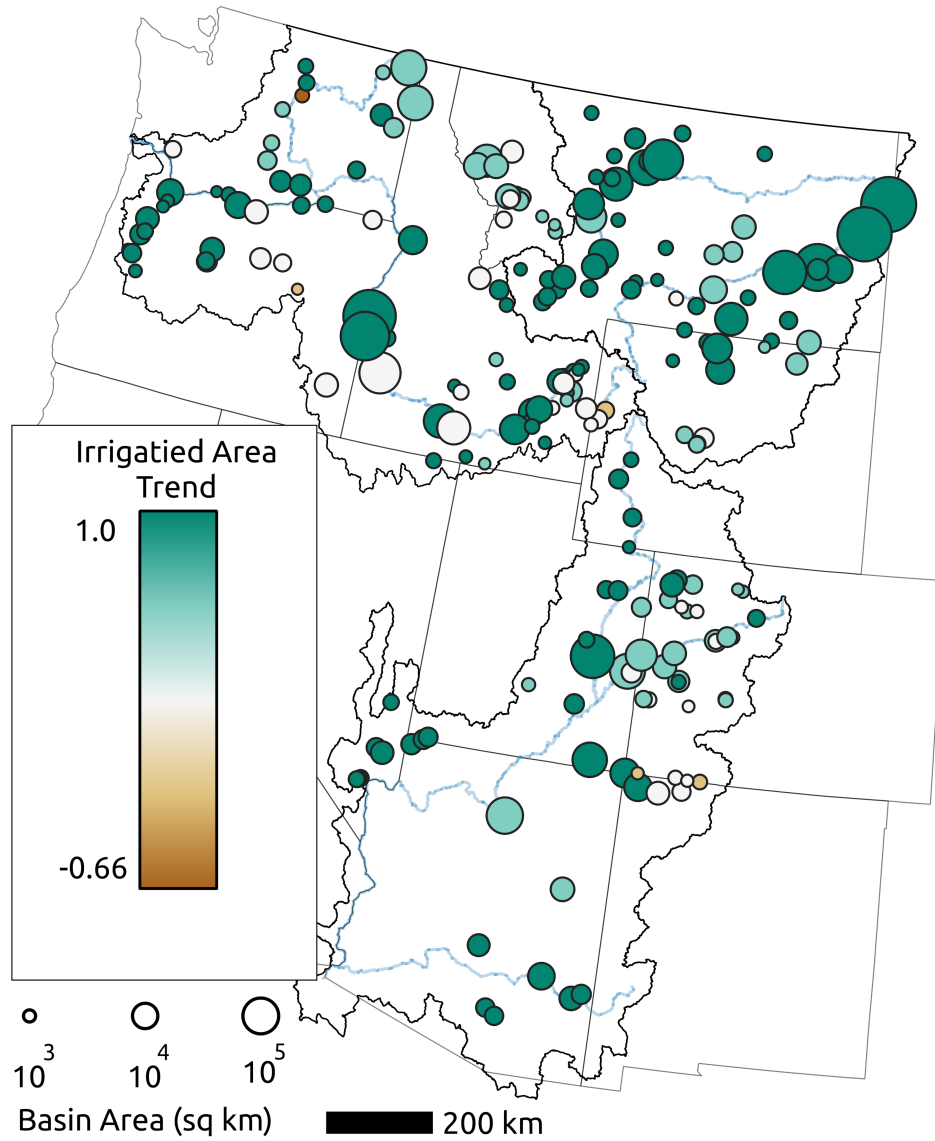 Irrigatied Area
Trend
1.0
-0.66
10^3 10^4 10^5
Basin Area (sq km)
200 km